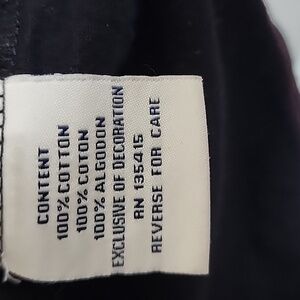 CONTENT
100% COTTON
100% COTON
100% ALGODON
EXCLUSIVE OF DECORATION
RN 135415
REVERSE FOR CARE